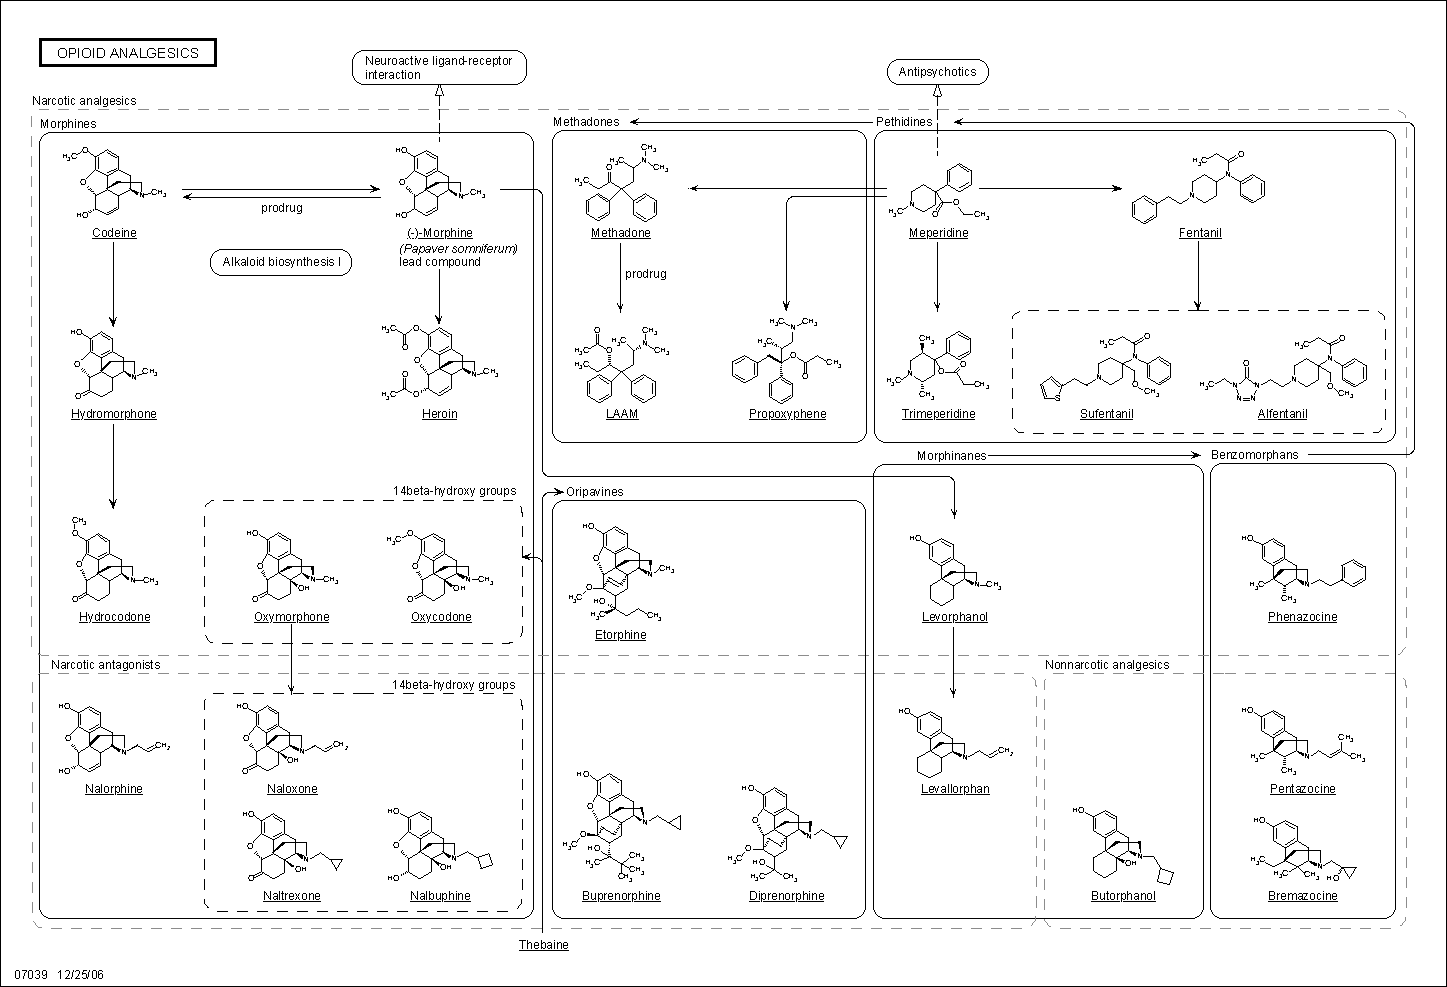 OPIOID ANALGESICS
Neuroactive ligand-receptor
interaction
Antipsychotics
Narcotic analgesics
Morphines
Methadones
Pethidines
prodrug
Codeine
(-)-Morphine
(Papaver somniferum)
lead compound
Alkaloid biosynthesis I
Methadone
Meperidine
Fentanil
prodrug
Hydromorphone
Heroin
LAAM
Propoxyphene
Trimeperidine
Sufentanil
Alfentanil
Morphinanes
Benzomorphans
14beta-hydroxy groups
Oripavines
Hydrocodone
Oxymorphone
Oxycodone
Etorphine
Levorphanol
Phenazocine
Narcotic antagonists
Nonnarcotic analgesics
14beta-hydroxy groups
Nalorphine
Naloxone
Levallorphan
Pentazocine
Naltrexone
Nalbuphine
Buprenorphine
Diprenorphine
Butorphanol
Bremazocine
Thebaine
07039 12/25/06